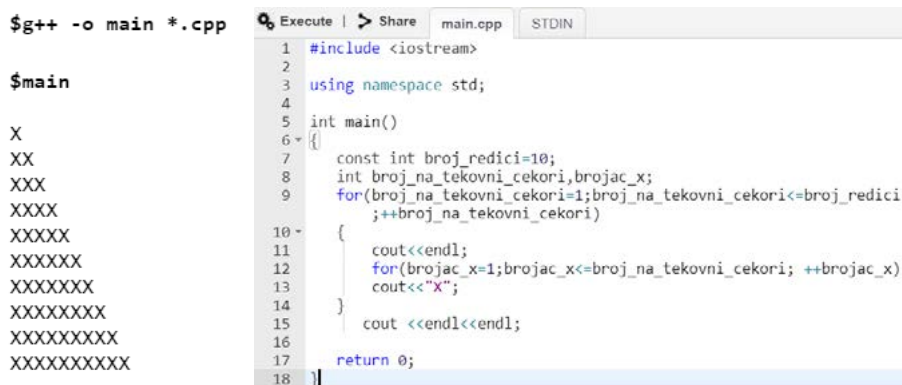 $g++ -o main *.cpp
$main
X
XX
XXX
XXXX
XXXXX
XXXXXX
XXXXXXX
XXXXXXXX
XXXXXXXXX
XXXXXXXXXX
Execute | Share main.cpp STDIN
1 #include <iostream>
2
3 using namespace std;
4
5 int main()
6 {
7 const int broj_redici=10;
8 int broj_na_tekovni_cekori,brojac_x;
9 for(broj_na_tekovni_cekori=1;broj_na_tekovni_cekori<=broj_redici
;++broj_na_tekovni_cekori)
10 {
11 cout<<endl;
12 for(brojac_x=1;brojac_x<=broj_na_tekovni_cekori; ++brojac_x)
13 cout<<"X";
14 }
15 cout <<endl<<endl;
16
17 return 0;
18 }